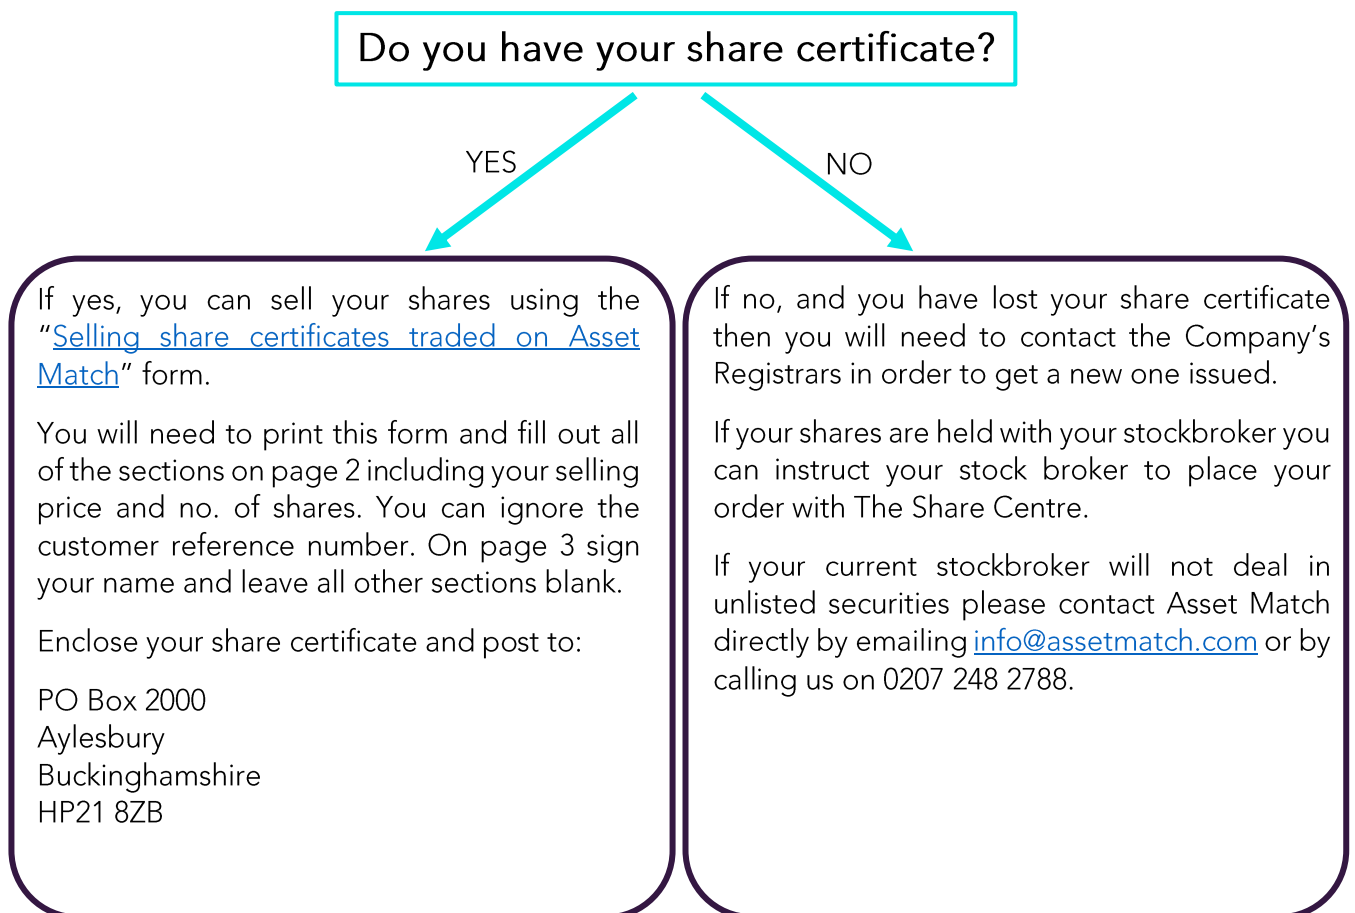 Do you have your share certificate?
YES
NO
If yes, you can sell your shares using the
“Selling share certificates traded on Asset
Match” form.
You will need to print this form and fill out all
of the sections on page 2 including your selling
price and no. of shares. You can ignore the
customer reference number. On page 3 sign
your name and leave all other sections blank.
Enclose your share certificate and post to:
PO Box 2000
Aylesbury
Buckinghamshire
HP21 8ZB
If no, and you have lost your share certificate
then you will need to contact the Company’s
Registrars in order to get a new one issued.
If your shares are held with your stockbroker you
can instruct your stock broker to place your
order with The Share Centre.
If your current stockbroker will not deal in
unlisted securities please contact Asset Match
directly by emailing info@assetmatch.com or by
calling us on 0207 248 2788.